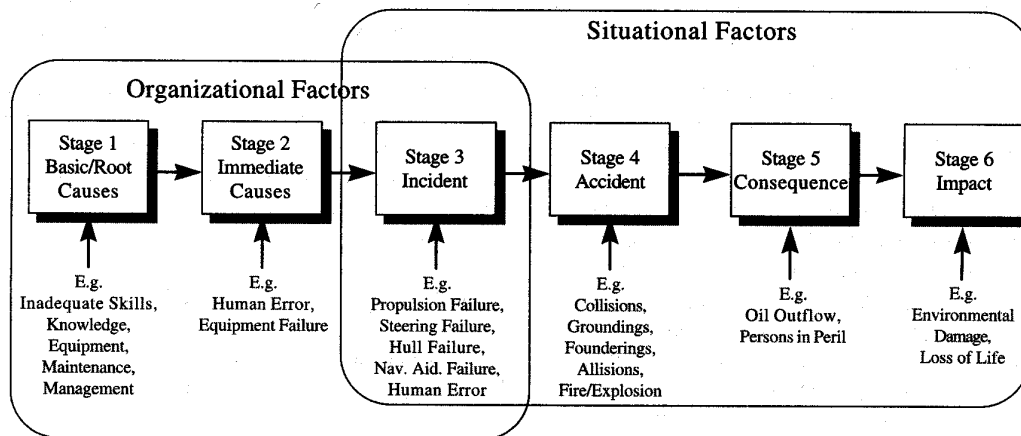 Situational Factors
Organizational Factors
Stage 1
Basic/Root
Causes
Stage 2
Immediate
Causes
Stage 3
Incident
Stage 4
Accident
Stage 5
Consequence
Stage 6
Impact
E.g.
Inadequate Skills,
Knowledge,
Equipment,
Maintenance,
Management
E.g.
Human Error,
Equipment Failure
E.g.
Propulsion Failure,
Steering Failure,
Hull Failure,
Nav. Aid. Failure,
Human Error
E.g.
Collisions,
Groundings,
Founderings,
Allisions,
Fire/Explosion
E.g.
Oil Outflow,
Persons in Peril
E.g.
Environmental
Damage,
Loss of Life